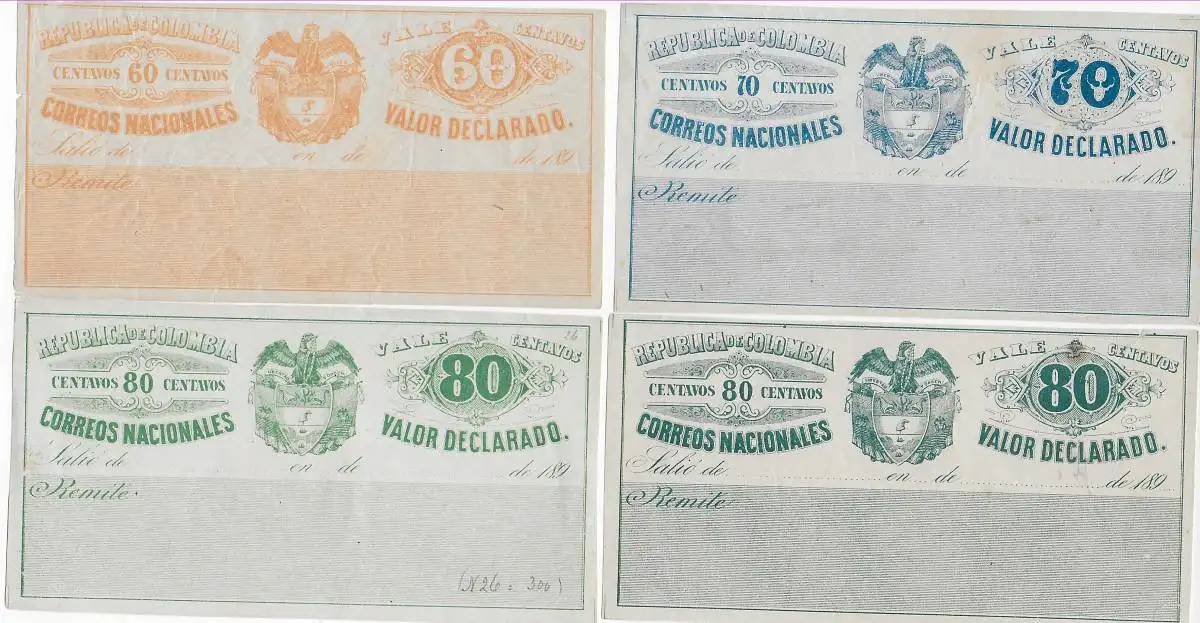 REPUBLICA DE COLOMBIA
CENTAVOS 60 CENTAVOS
CORREOS NACIONALES
VALE 60 CENTAVOS
VALOR DECLARADO.
Salió de en de de 189
Remite
REPUBLICA DE COLOMBIA
CENTAVOS 70 CENTAVOS
CORREOS NACIONALES
VALE 70 CENTAVOS
VALOR DECLARADO.
Salió de en de de 189
Remite
REPUBLICA DE COLOMBIA
CENTAVOS 80 CENTAVOS
CORREOS NACIONALES
VALE 80 CENTAVOS
26
VALOR DECLARADO.
Salió de en de de 189
Remite
(N26 = 300)
REPUBLICA DE COLOMBIA
CENTAVOS 80 CENTAVOS
CORREOS NACIONALES
VALE 80 CENTAVOS
VALOR DECLARADO.
Salió de en de de 189
Remite